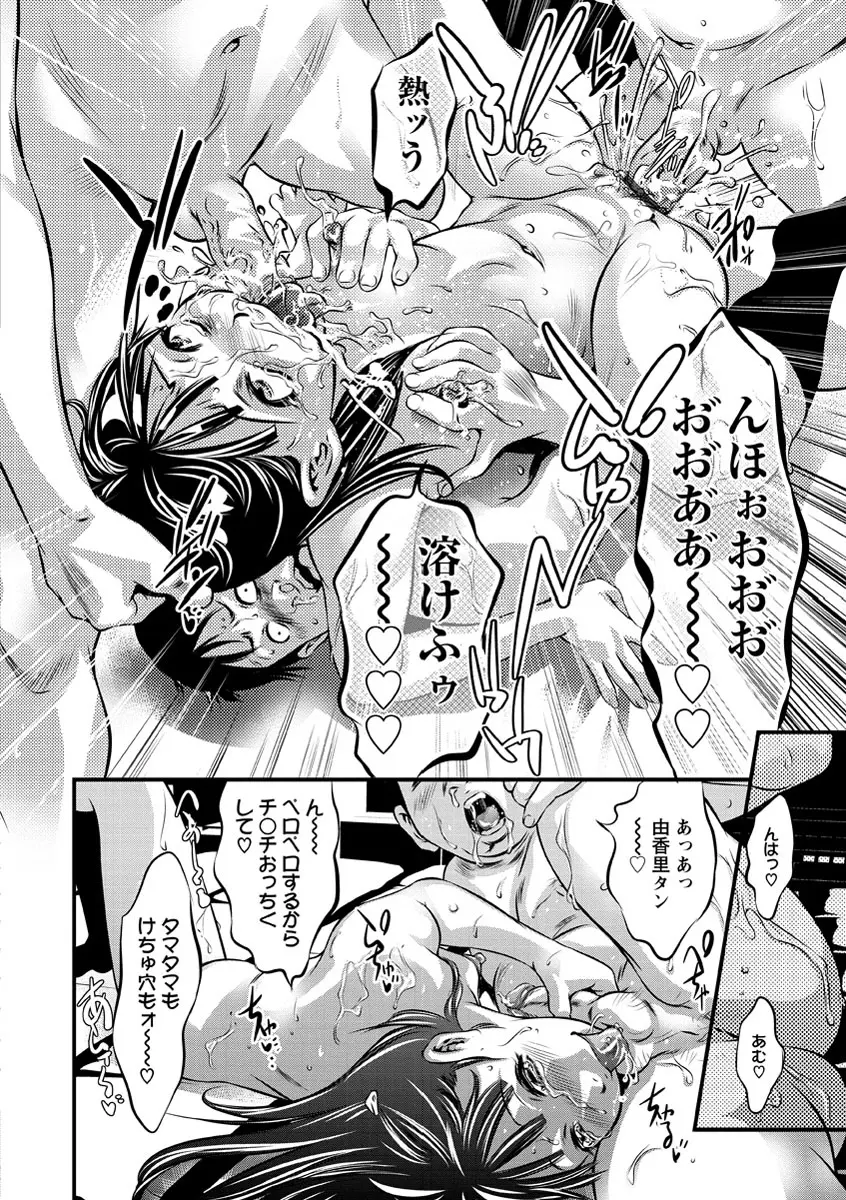 熱ッう
んほぉおおお
おおああ～～♡♡
溶けふゥ
～♡♡♡
んはっ♡
あむ♡
あっあっ
由香里タン
～～♡
ん～～
ペロペロするから
チ○チおっちく
して♡
タマタマも
けちゅ穴もォ
～～♡